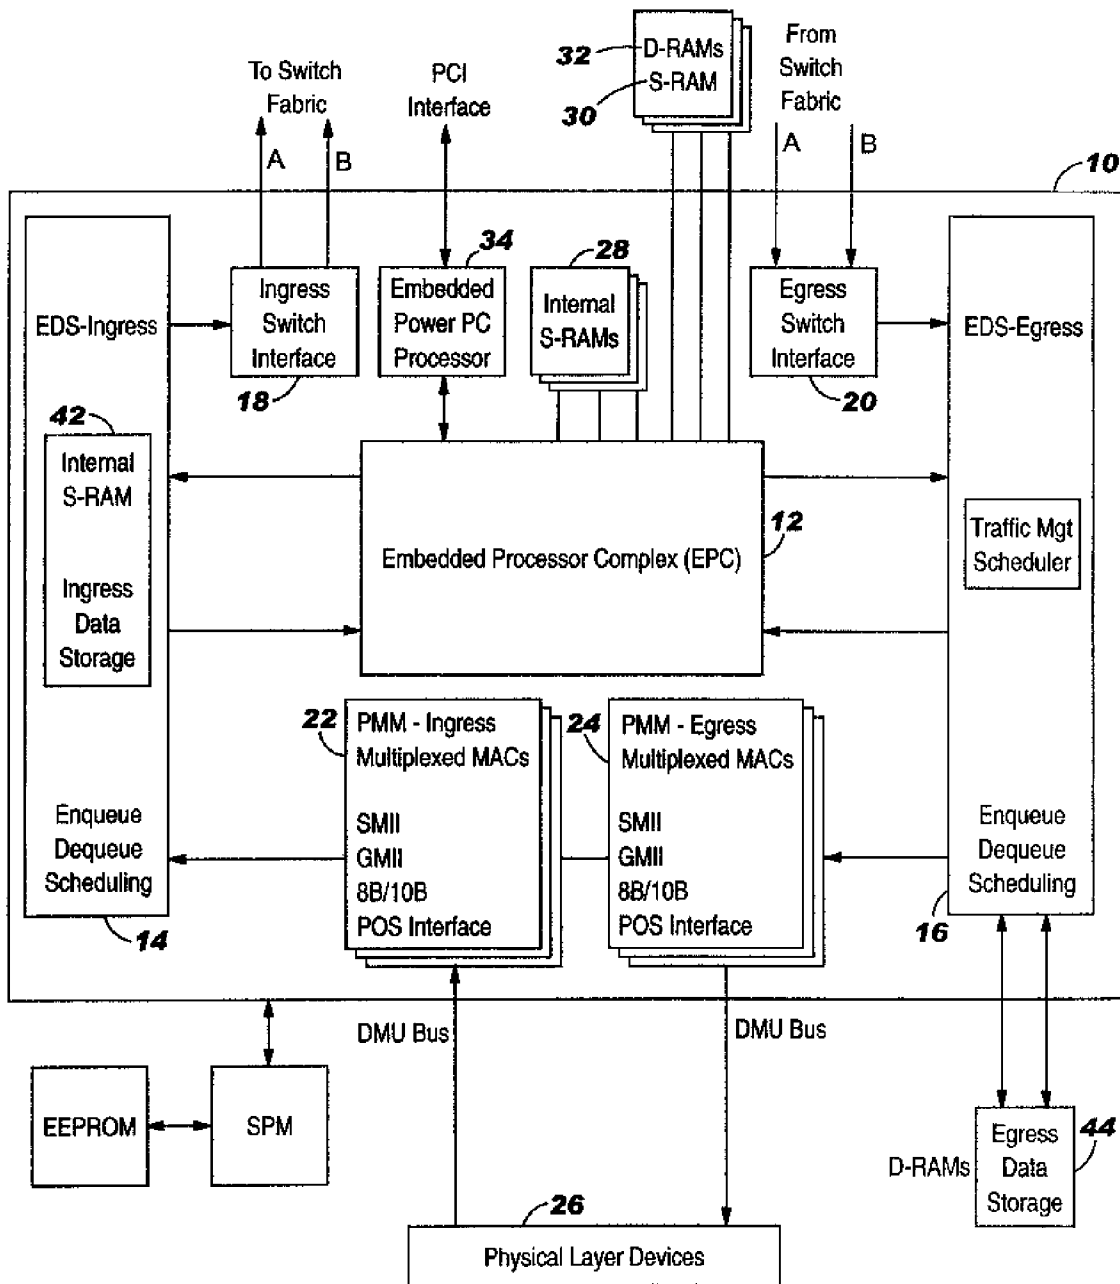 32
D-RAMs
S-RAM
30
From
Switch
Fabric
To Switch
Fabric
PCI
Interface
A
B
A
B
10
34
28
EDS-Ingress
Ingress
Switch
Interface
18
Embedded
Power PC
Processor
Internal
S-RAMs
Egress
Switch
Interface
20
EDS-Egress
42
Internal
S-RAM
Ingress
Data
Storage
Embedded Processor Complex (EPC)
12
Traffic Mgt
Scheduler
22
PMM - Ingress
Multiplexed MACs
SMII
GMII
8B/10B
POS Interface
24
PMM - Egress
Multiplexed MACs
SMII
GMII
8B/10B
POS Interface
Enqueue
Dequeue
Scheduling
14
Enqueue
Dequeue
Scheduling
16
DMU Bus
DMU Bus
EEPROM
SPM
D-RAMs
Egress
Data
Storage
44
26
Physical Layer Devices